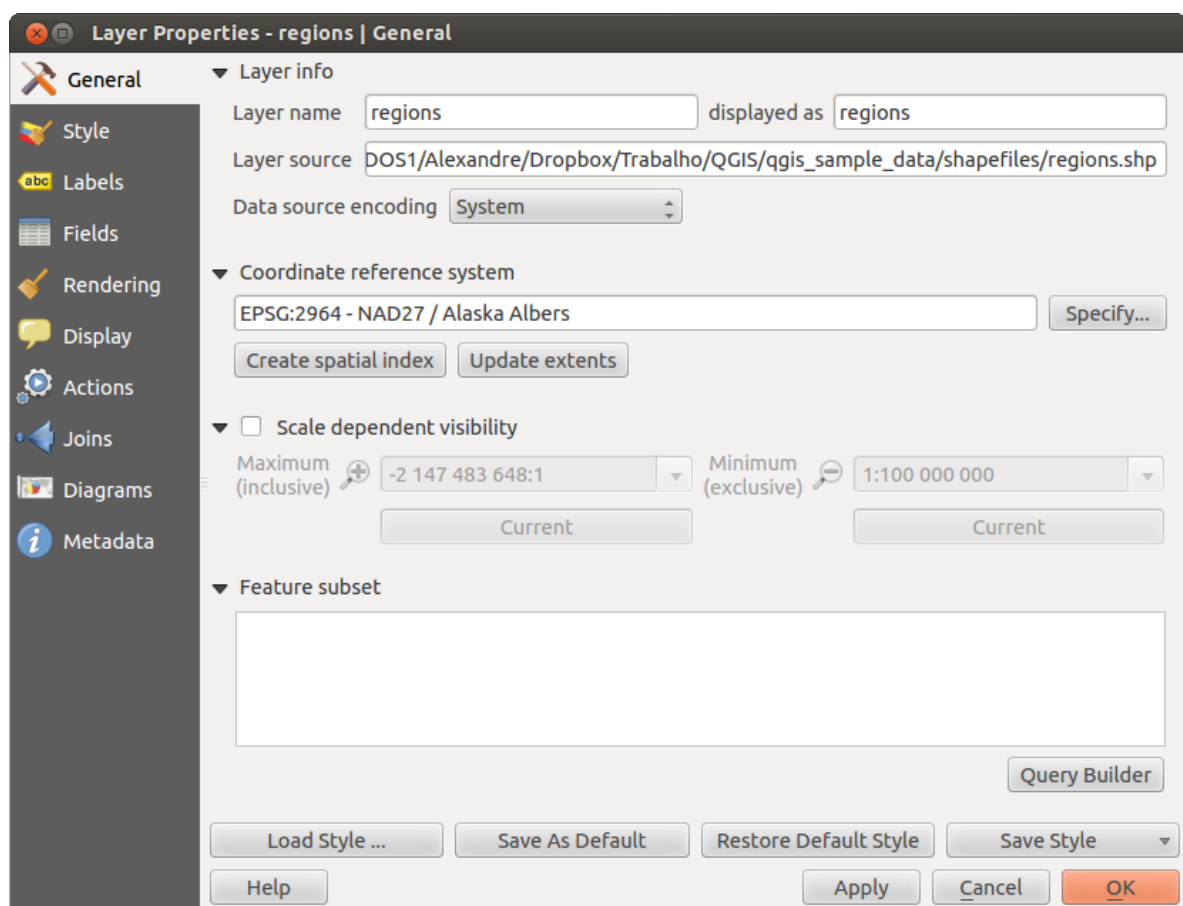 Layer Properties - regions | General
General
Style
abc Labels
Fields
Rendering
Display
Actions
Joins
Diagrams
i Metadata
Layer info
Layer name regions displayed as regions
Layer source DOS1/Alexandre/Dropbox/Trabalho/QGIS/qgis_sample_data/shapefiles/regions.shp
Data source encoding System
Coordinate reference system
EPSG:2964 - NAD27 / Alaska Albers Specify...
Create spatial index Update extents
Scale dependent visibility
Maximum (inclusive) -2 147 483 648:1 Minimum (exclusive) 1:100 000 000
Current Current
Feature subset
Query Builder
Load Style ... Save As Default Restore Default Style Save Style
Help Apply Cancel OK